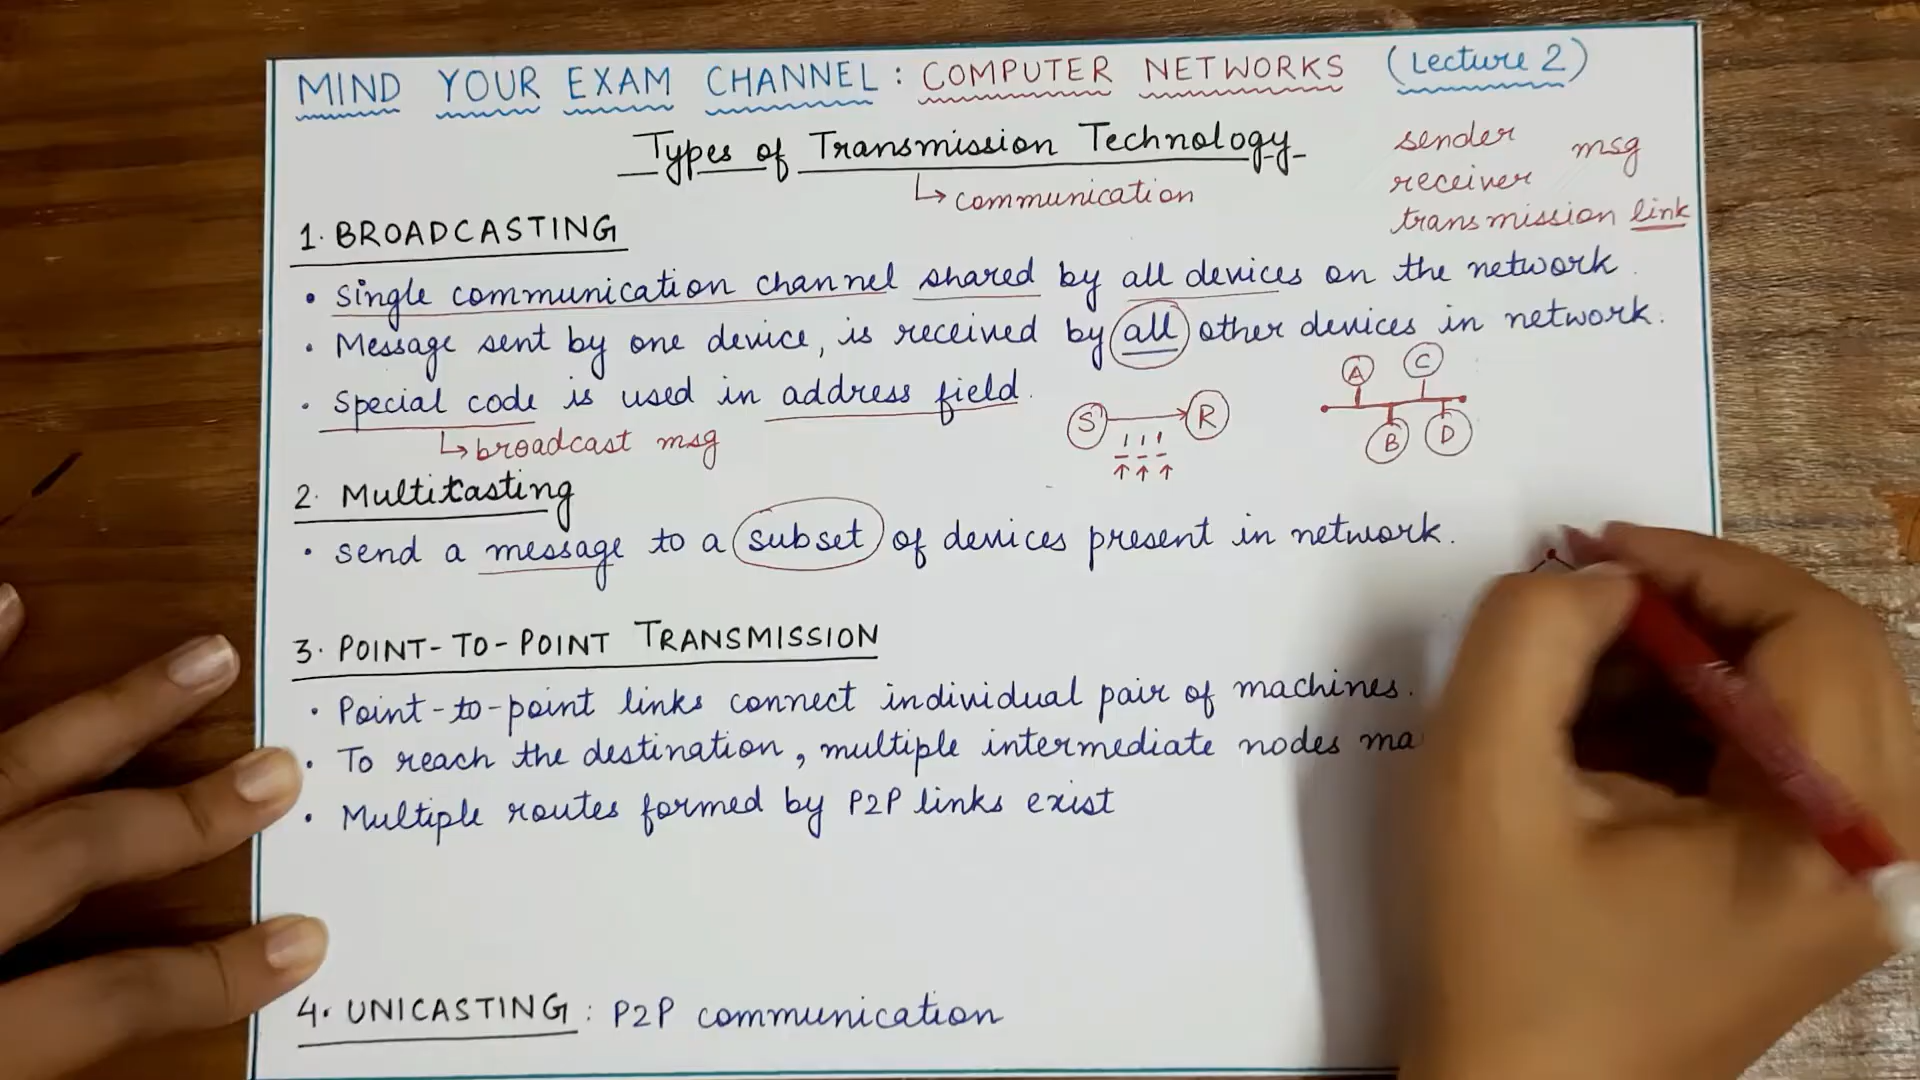 MIND YOUR EXAM CHANNEL : COMPUTER NETWORKS (Lecture 2)
Types of Transmission Technology
↳ communication
sender msg
receiver
transmission link
1. BROADCASTING
• Single communication channel shared by all devices on the network.
• Message sent by one device, is received by all other devices in network.
• Special code is used in address field.
↳ broadcast msg
S → R
A C
B D
2. Multicasting
• send a message to a subset of devices present in network.
3. POINT-TO-POINT TRANSMISSION
• Point-to-point links connect individual pair of machines.
• To reach the destination, multiple intermediate nodes
• Multiple routes formed by P2P links exist
4. UNICASTING : P2P communication